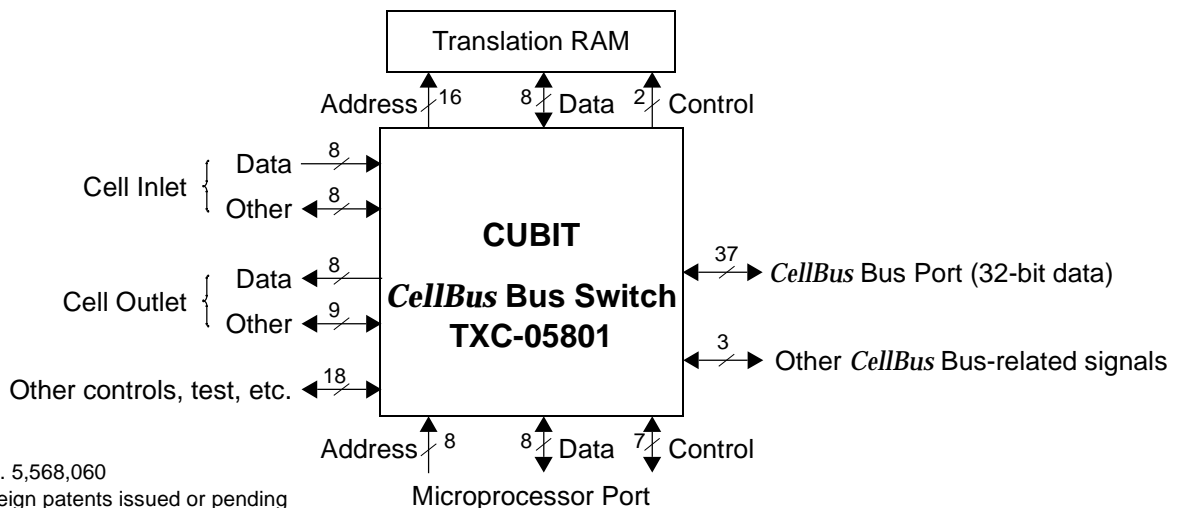 Translation RAM
Address 16 8 Data 2 Control
Data 8
Cell Inlet
Other 8
CUBIT
CellBus Bus Switch
TXC-05801
Data 8
Cell Outlet
Other 9
Other controls, test, etc. 18
37 CellBus Bus Port (32-bit data)
3 Other CellBus Bus-related signals
Address 8 8 Data 7 Control
Microprocessor Port
. 5,568,060
eign patents issued or pending